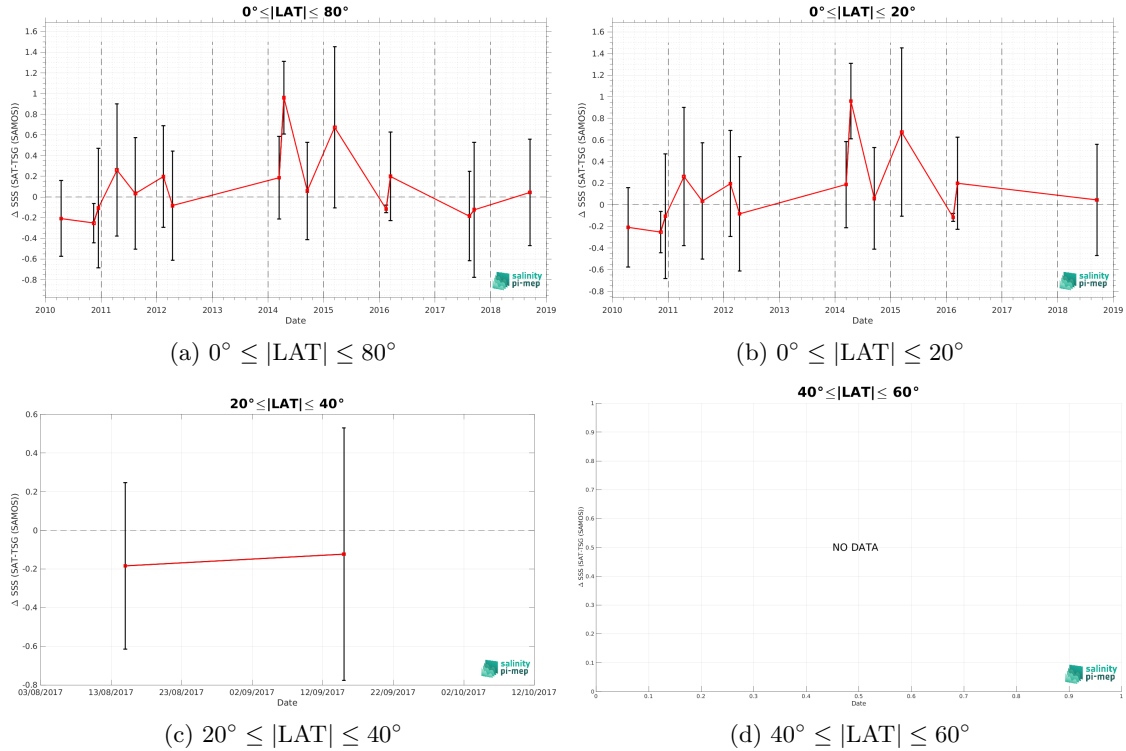 0°≤|LAT|≤ 80°
Δ SSS (SAT-TSG (SAMOS))
1.6
1.4
1.2
1
0.8
0.6
0.4
0.2
0
-0.2
-0.4
-0.6
-0.8
2010 2011 2012 2013 2014 2015 2016 2017 2018 2019
Date
salinity
pi-mep
(a) 0° ≤ |LAT| ≤ 80°
0°≤|LAT|≤ 20°
Δ SSS (SAT-TSG (SAMOS))
1.6
1.4
1.2
1
0.8
0.6
0.4
0.2
0
-0.2
-0.4
-0.6
-0.8
2010 2011 2012 2013 2014 2015 2016 2017 2018 2019
Date
salinity
pi-mep
(b) 0° ≤ |LAT| ≤ 20°
20°≤|LAT|≤ 40°
Δ SSS (SAT-TSG (SAMOS))
0.6
0.4
0.2
0
-0.2
-0.4
-0.6
-0.8
03/08/2017 13/08/2017 23/08/2017 02/09/2017 12/09/2017 22/09/2017 02/10/2017 12/10/2017
Date
salinity
pi-mep
(c) 20° ≤ |LAT| ≤ 40°
40°≤|LAT|≤ 60°
Δ SSS (SAT-TSG (SAMOS))
1
0.9
0.8
0.7
0.6
0.5
0.4
0.3
0.2
0.1
0
NO DATA
0 0.1 0.2 0.3 0.4 0.5 0.6 0.7 0.8 0.9 1
Date
salinity
pi-mep
(d) 40° ≤ |LAT| ≤ 60°